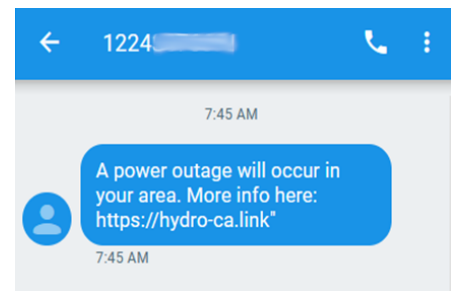 1224
7:45 AM
A power outage will occur in
your area. More info here:
https://hydro-ca.link"
7:45 AM